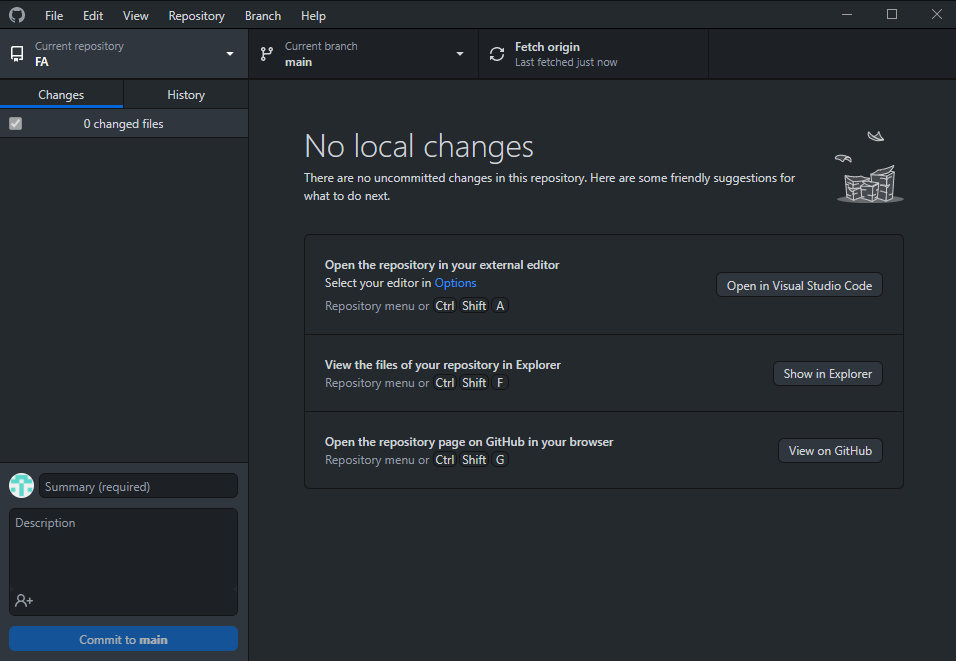 File Edit View Repository Branch Help
Current repository
FA
Current branch
main
Fetch origin
Last fetched just now
Changes History
0 changed files
No local changes
There are no uncommitted changes in this repository. Here are some friendly suggestions for
what to do next.
Open the repository in your external editor
Select your editor in Options
Repository menu or Ctrl Shift A
Open in Visual Studio Code
View the files of your repository in Explorer
Repository menu or Ctrl Shift F
Show in Explorer
Open the repository page on GitHub in your browser
Repository menu or Ctrl Shift G
View on GitHub
Summary (required)
Description
Commit to main